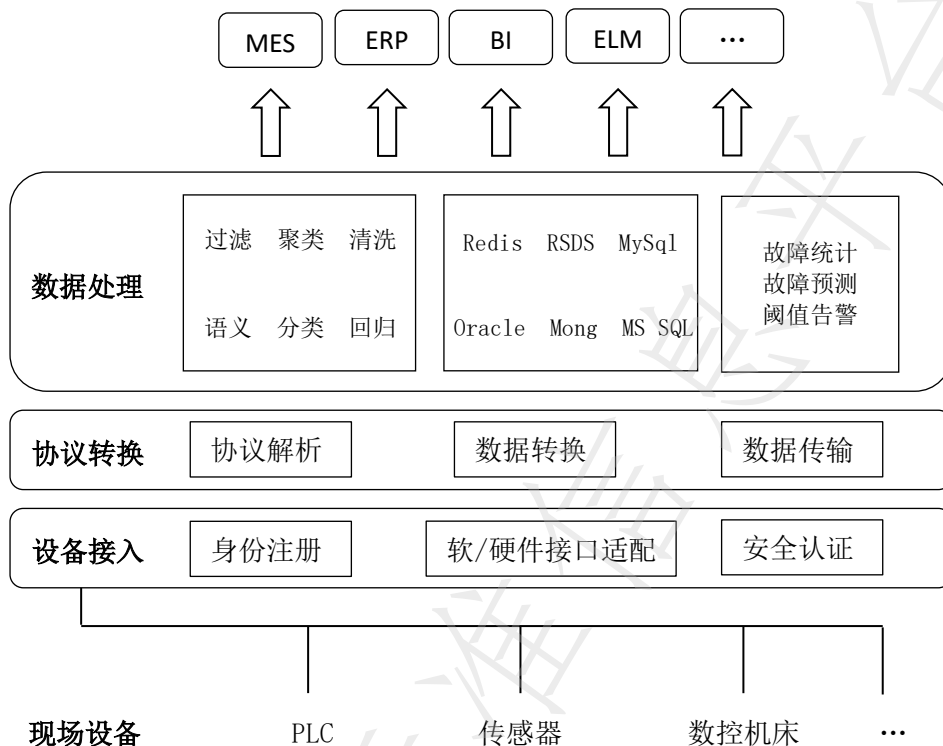 MES ERP BI ELM …
数据处理
过滤 聚类 清洗
语义 分类 回归
Redis RSDS MySql
Oracle Mong MS SQL
故障统计
故障预测
阈值告警
协议转换 协议解析 数据转换 数据传输
设备接入 身份注册 软/硬件接口适配 安全认证
现场设备 PLC 传感器 数控机床 …